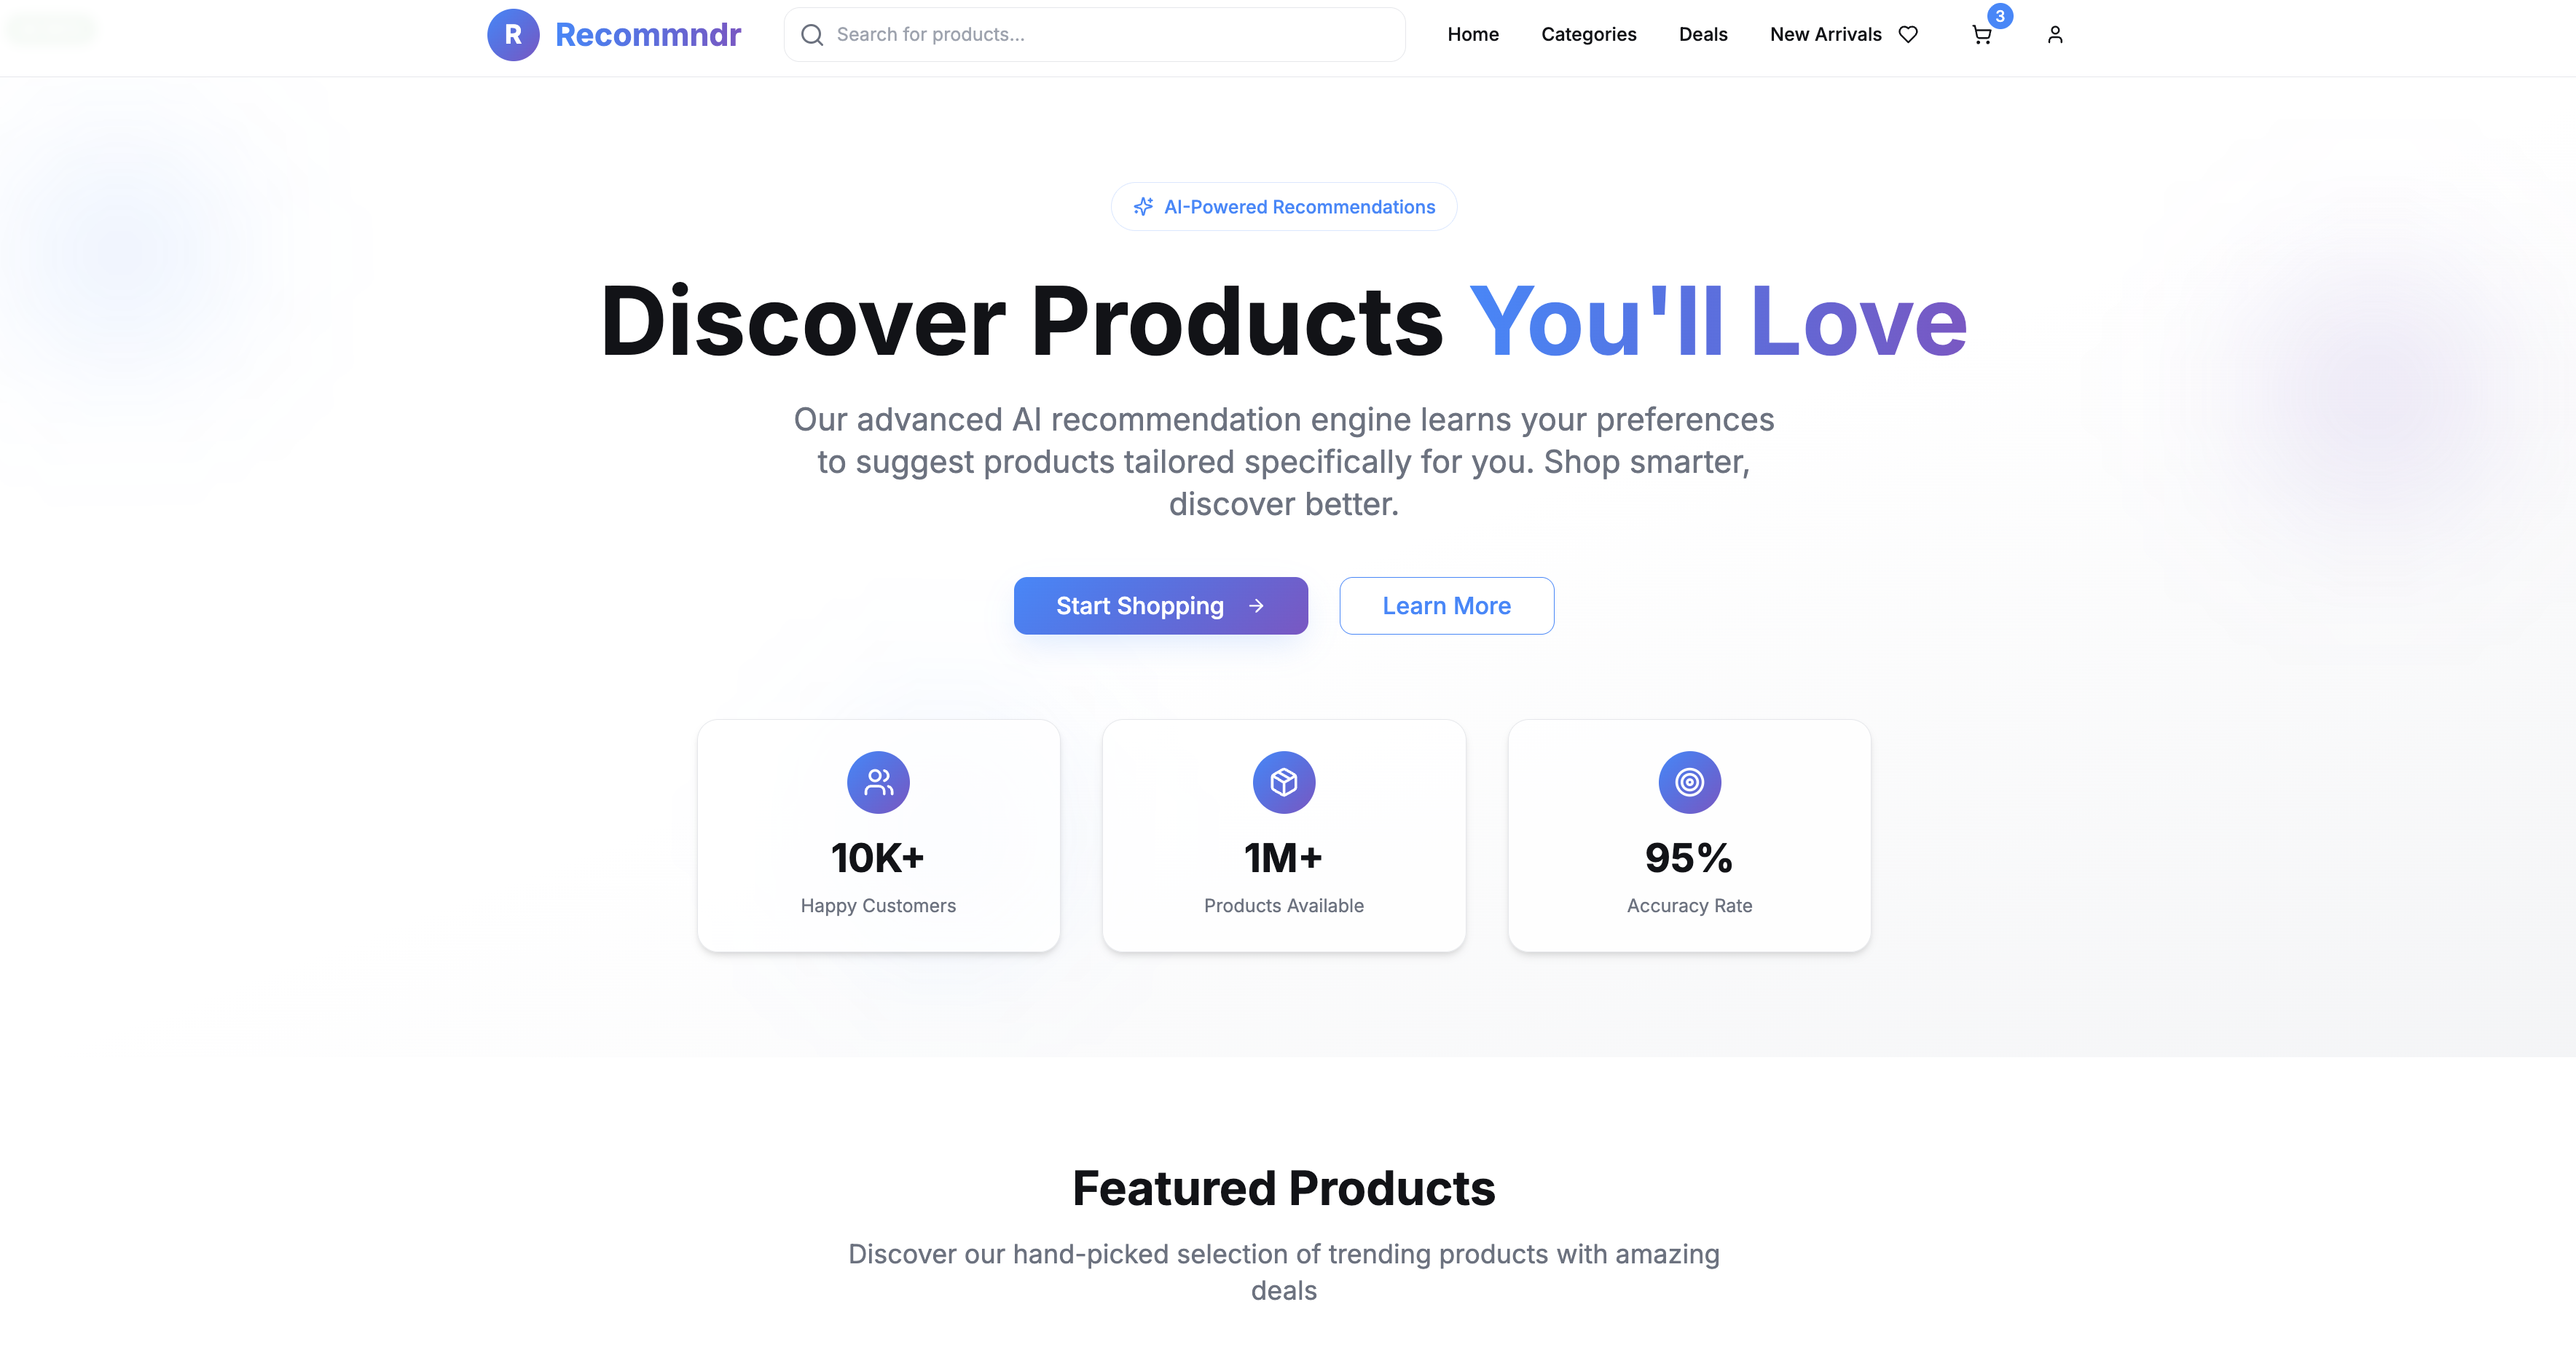 R Recommndr
Search for products...
Home Categories Deals New Arrivals 3
AI-Powered Recommendations
Discover Products You'll Love
Our advanced AI recommendation engine learns your preferences
to suggest products tailored specifically for you. Shop smarter,
discover better.
Start Shopping
Learn More
10K+
Happy Customers
1M+
Products Available
95%
Accuracy Rate
Featured Products
Discover our hand-picked selection of trending products with amazing
deals